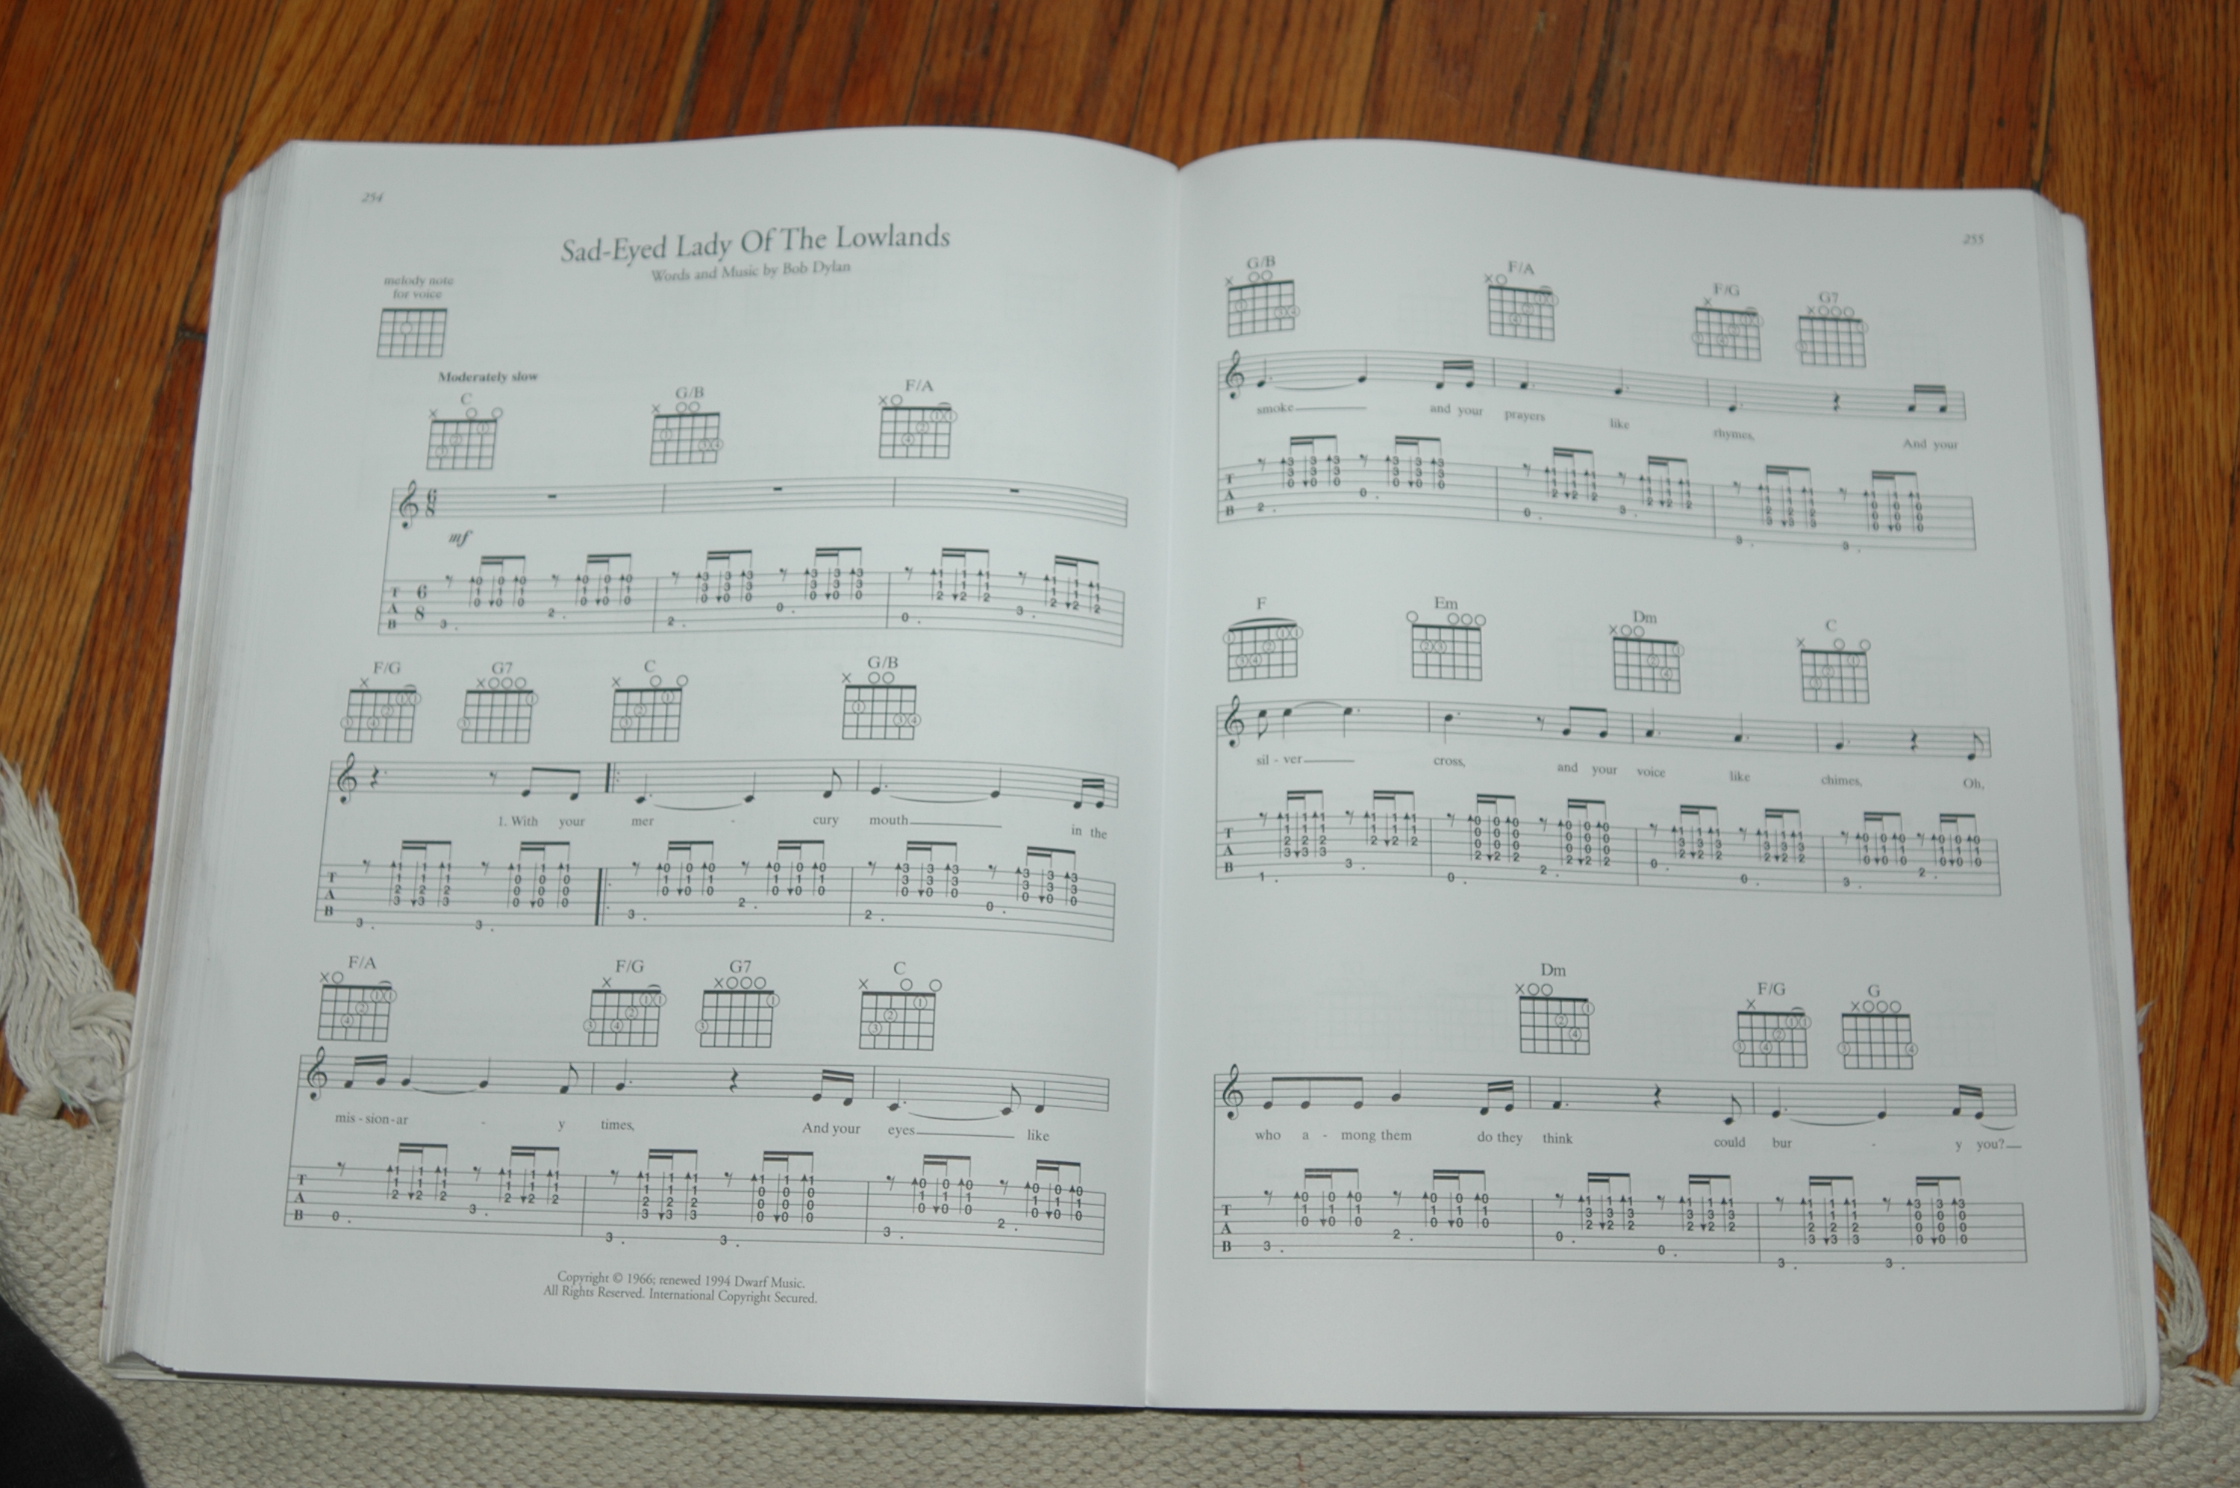 254
Sad-Eyed Lady Of The Lowlands
Words and Music by Bob Dylan
melody note
for voice
Moderately slow
C G/B F/A
mf
F/G G7 C G/B
1. With your mer - cury mouth in the
F/A F/G G7 C
mis - sion - ar - y times, And your eyes like
Copyright © 1966; renewed 1994 Dwarf Music.
All Rights Reserved. International Copyright Secured.
255
G/B F/A F/G G7
smoke and your prayers like rhymes, And your
F Em Dm C
sil - ver cross, and your voice like chimes, Oh,
Dm F/G G
who a - mong them do they think could bur - y you?